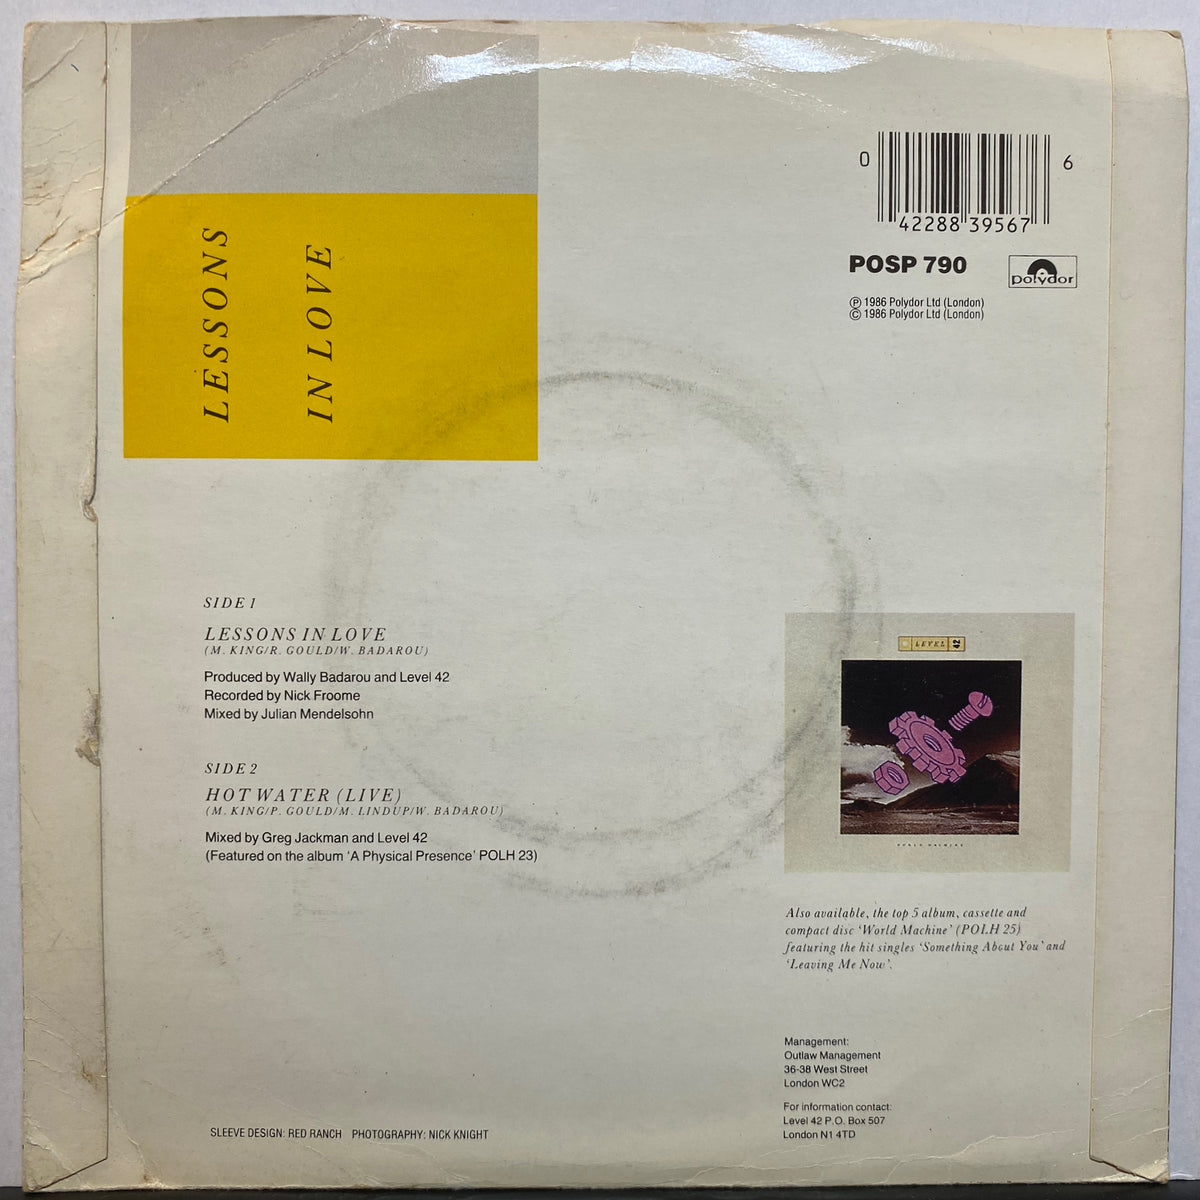 LESSONS
IN LOVE
0 42288 39567 6
POSP 790
polydor
Ⓟ 1986 Polydor Ltd (London)
© 1986 Polydor Ltd (London)
SIDE 1
LESSONS IN LOVE
(M. KING/R. GOULD/W. BADAROU)
Produced by Wally Badarou and Level 42
Recorded by Nick Froome
Mixed by Julian Mendelsohn
SIDE 2
HOT WATER (LIVE)
(M. KING/P. GOULD/M. LINDUP/W. BADAROU)
Mixed by Greg Jackman and Level 42
(Featured on the album ‘A Physical Presence’ POLH 23)
LEVEL 42
WORLD MACHINE
Also available, the top 5 album, cassette and
compact disc ‘World Machine’ (POLH 25)
featuring the hit singles ‘Something About You’ and
‘Leaving Me Now’.
Management:
Outlaw Management
36-38 West Street
London WC2
For information contact:
Level 42 P.O. Box 507
London N1 4TD
SLEEVE DESIGN: RED RANCH PHOTOGRAPHY: NICK KNIGHT